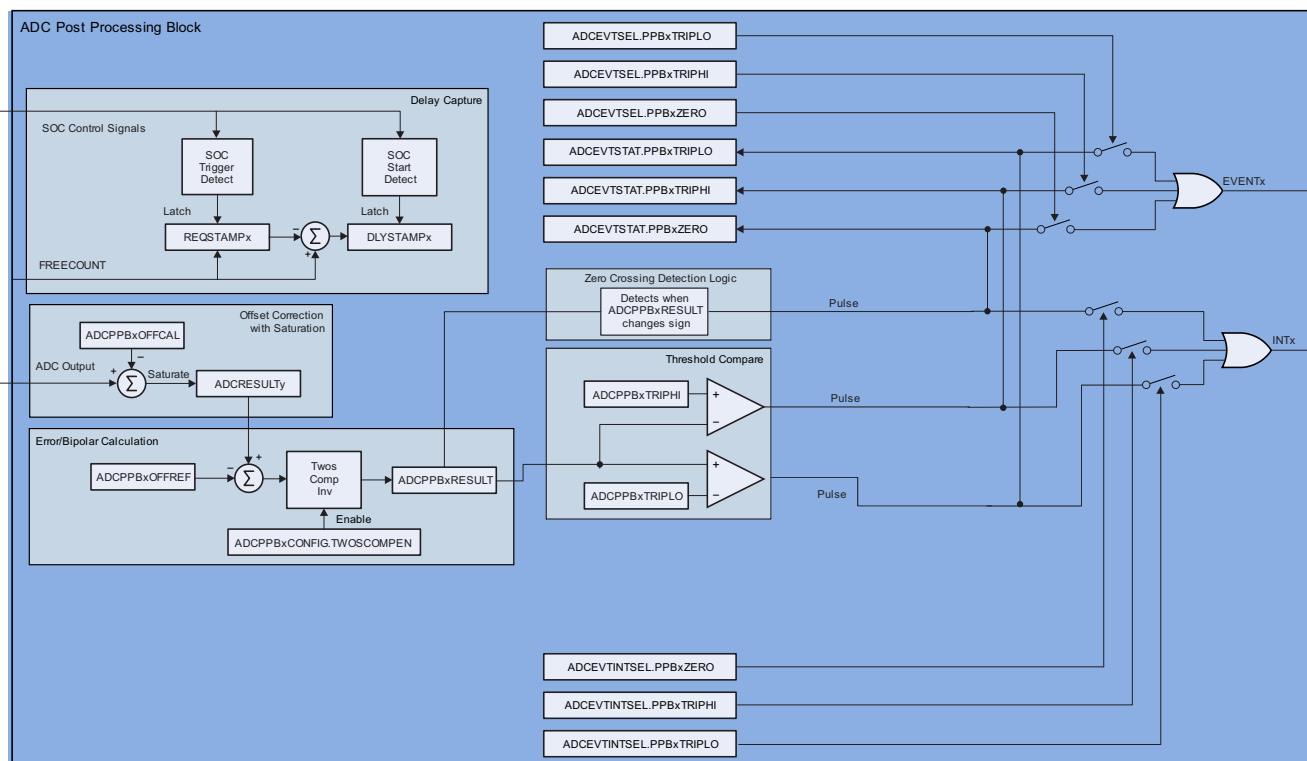 ADC Post Processing Block
ADCEVTSEL.PPBxTRIPLO
ADCEVTSEL.PPBxTRIPHI
ADCEVTSEL.PPBxZERO
ADCEVTSTAT.PPBxTRIPLO
ADCEVTSTAT.PPBxTRIPHI
ADCEVTSTAT.PPBxZERO
EVENTx
Delay Capture
SOC Control Signals
SOC
Trigger
Detect
SOC
Start
Detect
Latch
Latch
REQSTAMPx
−
Σ
+
DLYSTAMPx
FREECOUNT
Offset Correction
with Saturation
ADCPPBxOFFCAL
−
ADC Output
+
Σ
Saturate
ADCRESULTy
Zero Crossing Detection Logic
Detects when
ADCPPBxRESULT
changes sign
Pulse
INTx
Threshold Compare
ADCPPBxTRIPHI
+
−
Pulse
+
ADCPPBxTRIPLO
−
Pulse
Error/Bipolar Calculation
ADCPPBxOFFREF
−
+
Σ
Twos
Comp
Inv
ADCPPBxRESULT
Enable
ADCPPBxCONFIG.TWOSCOMPEN
ADCEVTINTSEL.PPBxZERO
ADCEVTINTSEL.PPBxTRIPHI
ADCEVTINTSEL.PPBxTRIPLO